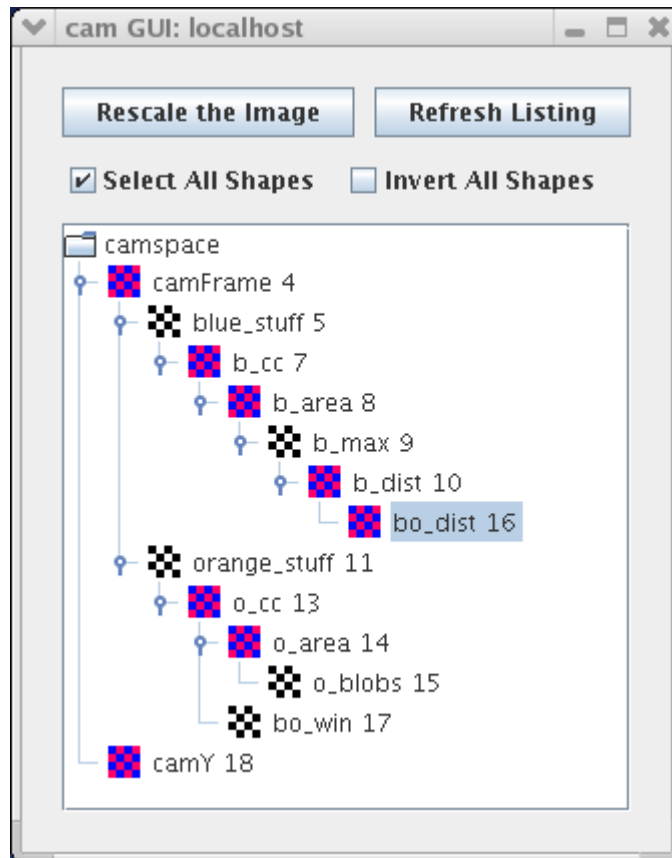 cam GUI: localhost
Rescale the Image Refresh Listing
Select All Shapes Invert All Shapes
camspace
camFrame 4
blue_stuff 5
b_cc 7
b_area 8
b_max 9
b_dist 10
bo_dist 16
orange_stuff 11
o_cc 13
o_area 14
o_blobs 15
bo_win 17
camY 18